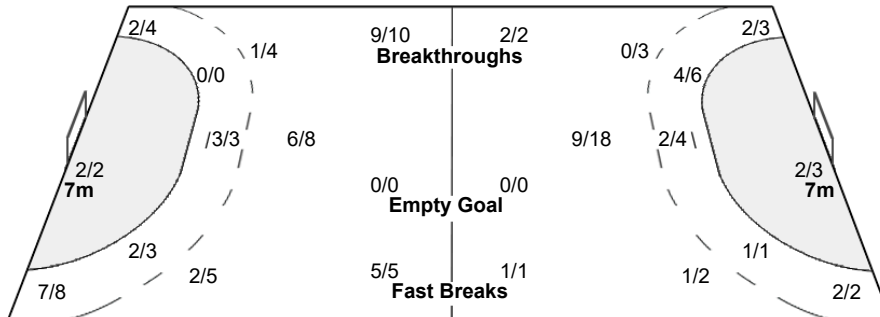 2/4 9/10 2/2 2/3
1/4 Breakthroughs 0/3
0/0 4/6
3/3 6/8 9/18 2/4
2/2 2/3
7m 0/0 0/0 7m
Empty Goal
2/3 1/1
2/5 5/5 1/1 1/2
7/8 Fast Breaks 2/2